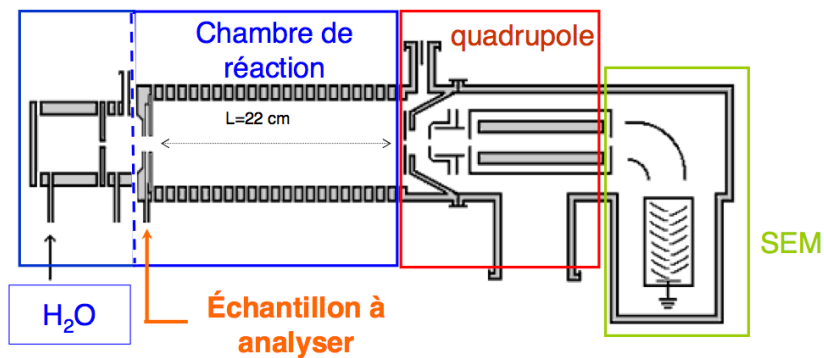 Chambre de
réaction
quadrupole
L=22 cm
SEM
H₂O
Échantillon à
analyser